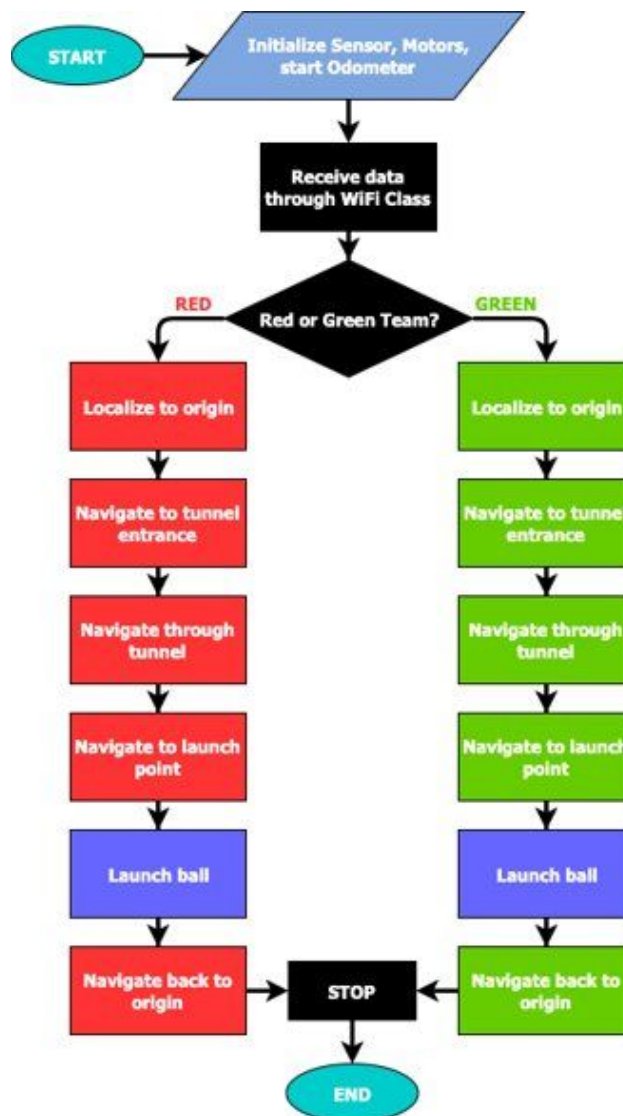 START
Initialize Sensor, Motors,
start Odometer
Receive data
through WiFi Class
Red or Green Team?
RED
GREEN
Localize to origin
Navigate to tunnel
entrance
Navigate through
tunnel
Navigate to launch
point
Launch ball
Navigate back to
origin
Localize to origin
Navigate to tunnel
entrance
Navigate through
tunnel
Navigate to launch
point
Launch ball
Navigate back to
origin
STOP
END